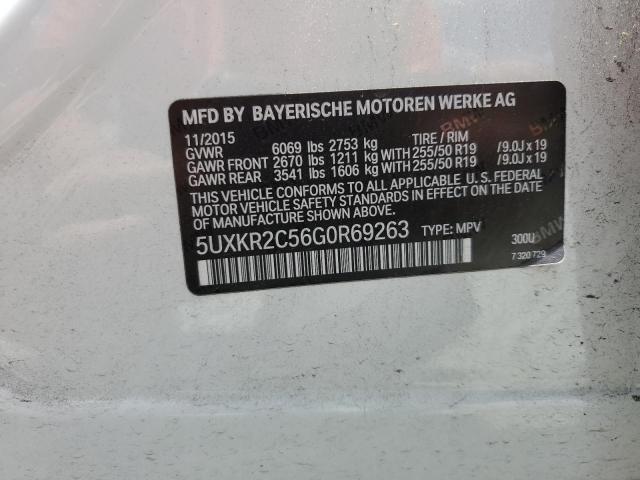 MFD BY BAYERISCHE MOTOREN WERKE AG
11/2015 TIRE / RIM
GVWR 6069 lbs 2753 kg
GAWR FRONT 2670 lbs 1211 kg WITH 255/50 R19 /9.0J x 19
GAWR REAR 3541 lbs 1606 kg WITH 255/50 R19 /9.0J x 19
THIS VEHICLE CONFORMS TO ALL APPLICABLE U. S. FEDERAL
MOTOR VEHICLE SAFETY STANDARDS IN EFFECT ON THE DATE
OF MANUFACTURE SHOWN ABOVE.
5UXKR2C56G0R69263 TYPE: MPV 300U
7 320 729